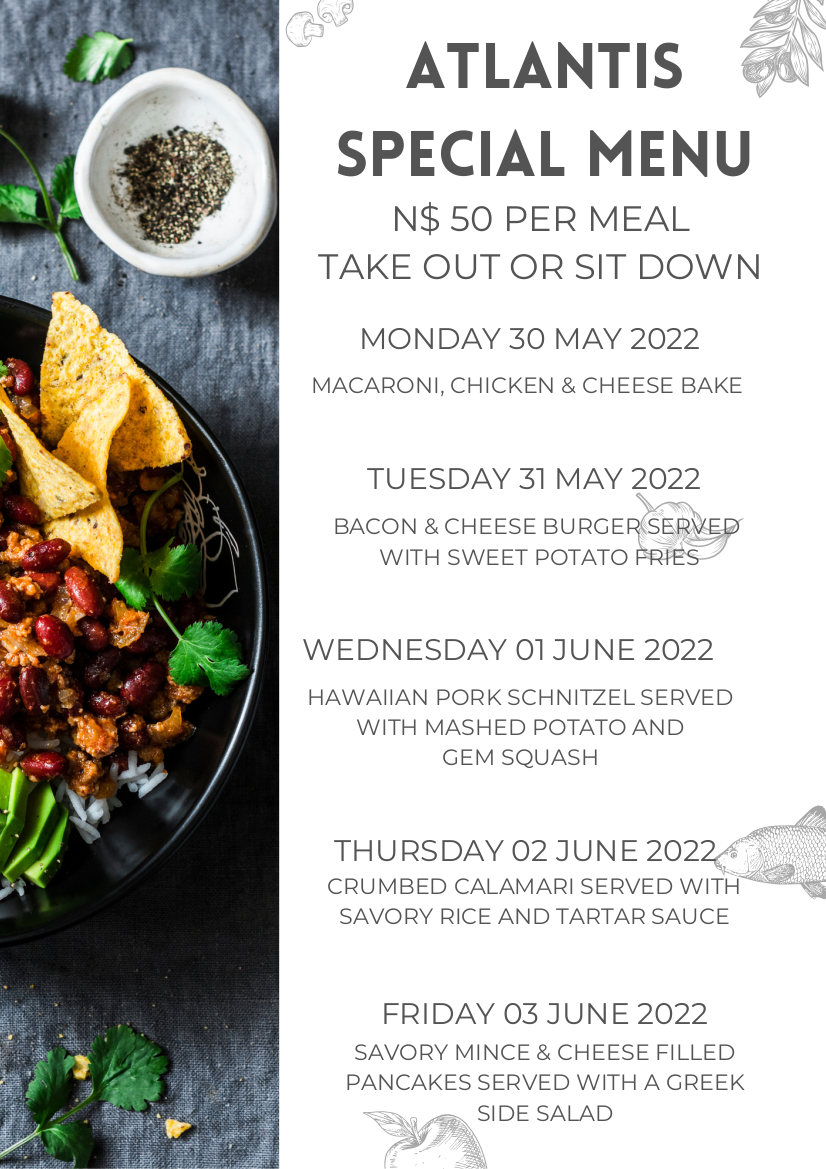 ATLANTIS
SPECIAL MENU
N$ 50 PER MEAL
TAKE OUT OR SIT DOWN
MONDAY 30 MAY 2022
MACARONI, CHICKEN & CHEESE BAKE
TUESDAY 31 MAY 2022
BACON & CHEESE BURGER SERVED
WITH SWEET POTATO FRIES
WEDNESDAY 01 JUNE 2022
HAWAIIAN PORK SCHNITZEL SERVED
WITH MASHED POTATO AND
GEM SQUASH
THURSDAY 02 JUNE 2022
CRUMBED CALAMARI SERVED WITH
SAVORY RICE AND TARTAR SAUCE
FRIDAY 03 JUNE 2022
SAVORY MINCE & CHEESE FILLED
PANCAKES SERVED WITH A GREEK
SIDE SALAD